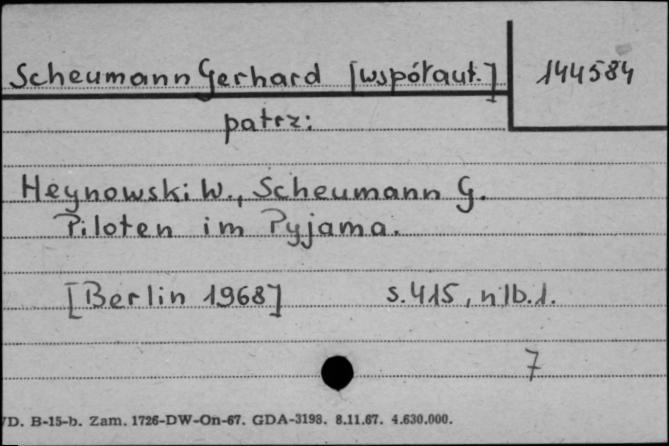 Scheumann Gerhard [współaut.] 144584
patrz:
Heynowski W., Scheumann G.
Piloten im Pyjama.
[Berlin 1968] s. 415, nlb. 1.
7
D. B-15-b. Zam. 1726-DW-On-67. GDA-3198. 8.11.67. 4.630.000.